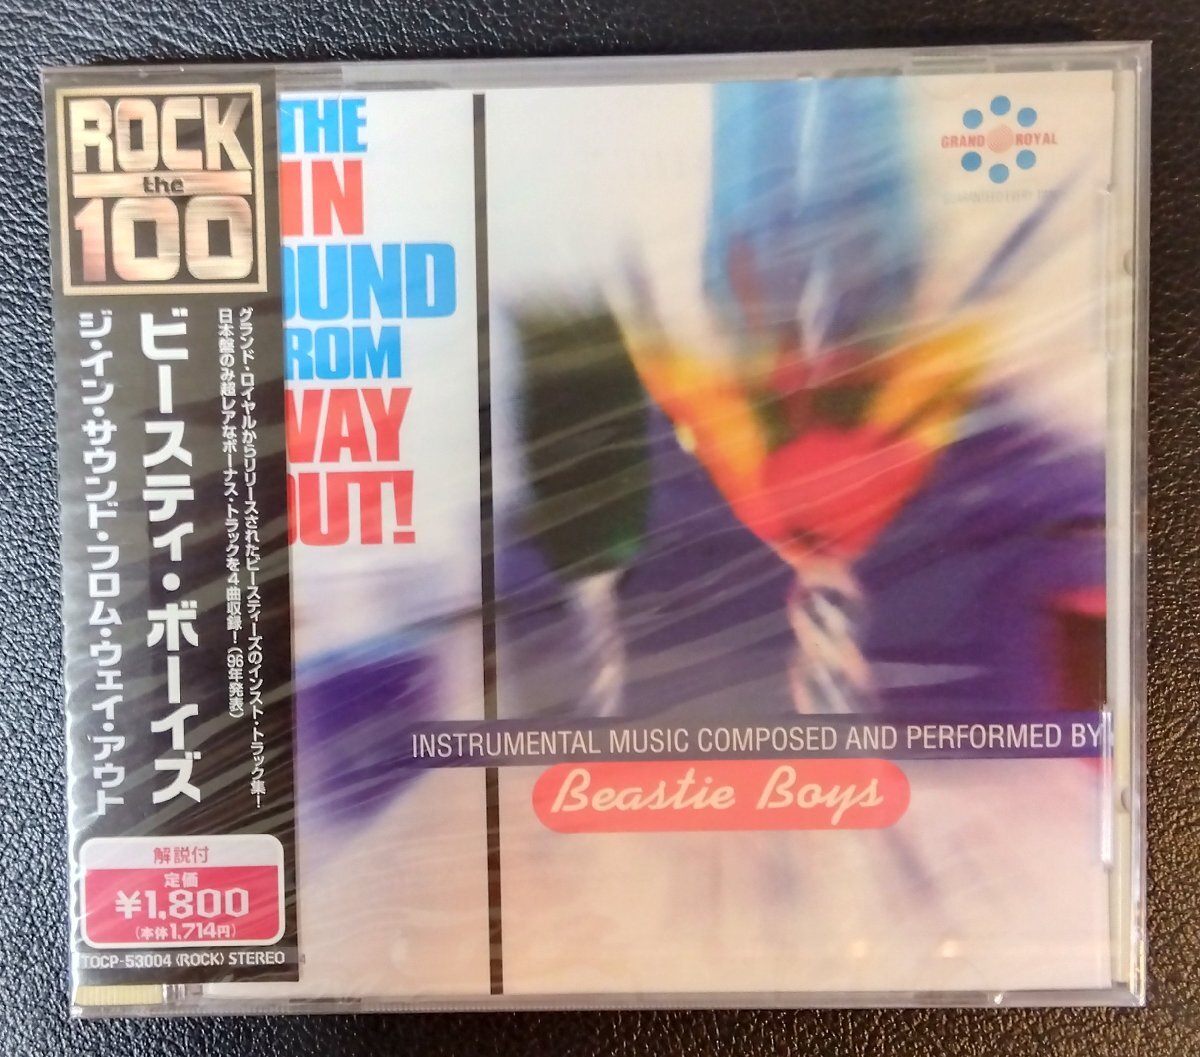 ROCK
the
100
グランド・ロイヤルからリリースされたビースティーズのインスト・トラック集!
日本盤のみ超レアなボーナス・トラックを4曲収録!(96年発表)
ビースティ・ボーイズ
ジ・イン・サウンド・フロム・ウェイ・アウト
解説付
定価
¥1,800
(本体1,714円)
TOCP-53004 (ROCK) STEREO
THE
IN
OUND
ROM
WAY
OUT!
GRAND ROYAL
INSTRUMENTAL MUSIC COMPOSED AND PERFORMED BY
Beastie Boys